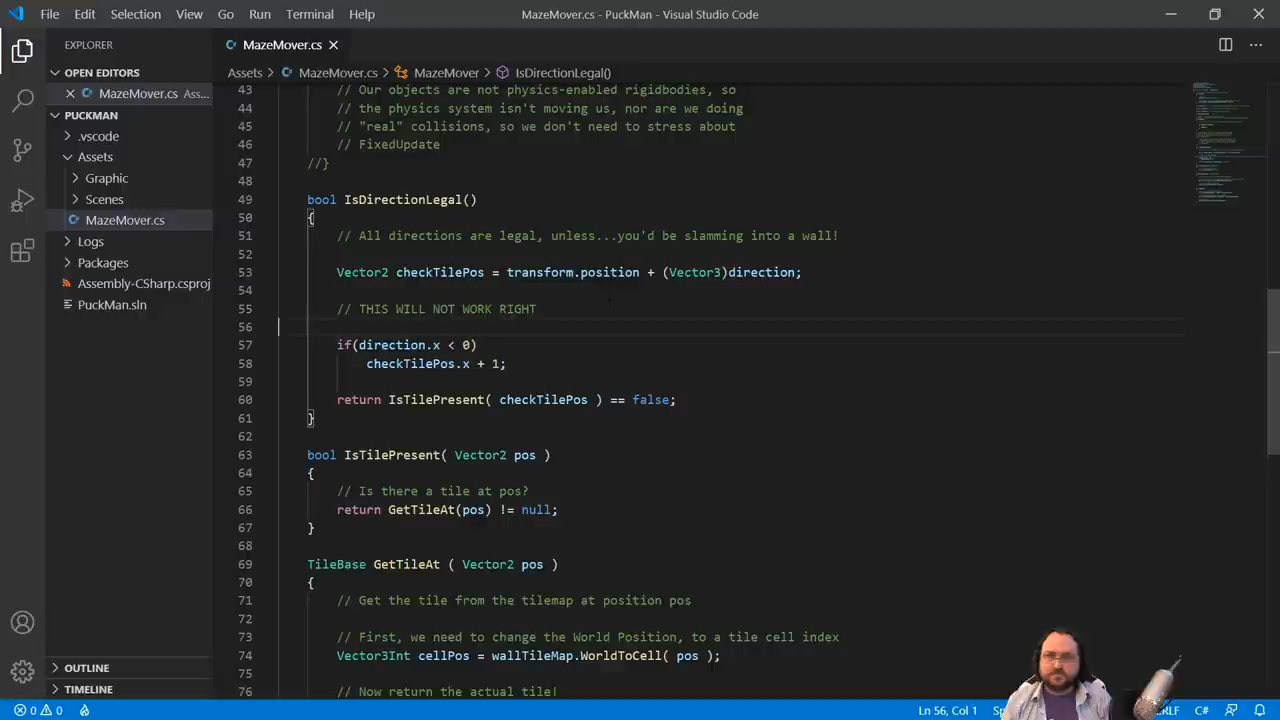 File Edit Selection View Go Run Terminal Help
MazeMover.cs - PuckMan - Visual Studio Code
EXPLORER
OPEN EDITORS
MazeMover.cs Ass...
PUCKMAN
.vscode
Assets
Graphic
Scenes
MazeMover.cs
Logs
Packages
Assembly-CSharp.csproj
PuckMan.sln
OUTLINE
TIMELINE
MazeMover.cs
Assets > MazeMover.cs > MazeMover > IsDirectionLegal()
43 // Our objects are not physics-enabled rigidbodies, so
44 // the physics system isn't moving us, nor are we doing
45 // "real" collisions, so we don't need to stress about
46 // FixedUpdate
47 //}
48
49 bool IsDirectionLegal()
50 {
51 // All directions are legal, unless...you'd be slamming into a wall!
52
53 Vector2 checkTilePos = transform.position + (Vector3)direction;
54
55 // THIS WILL NOT WORK RIGHT
56
57 if(direction.x < 0)
58 checkTilePos.x + 1;
59
60 return IsTilePresent( checkTilePos ) == false;
61 }
62
63 bool IsTilePresent( Vector2 pos )
64 {
65 // Is there a tile at pos?
66 return GetTileAt(pos) != null;
67 }
68
69 TileBase GetTileAt ( Vector2 pos )
70 {
71 // Get the tile from the tilemap at position pos
72
73 // First, we need to change the World Position, to a tile cell index
74 Vector3Int cellPos = wallTileMap.WorldToCell( pos );
75
76 // Now return the actual tile!
0 0 Ln 56, Col 1 Sp RLF C#